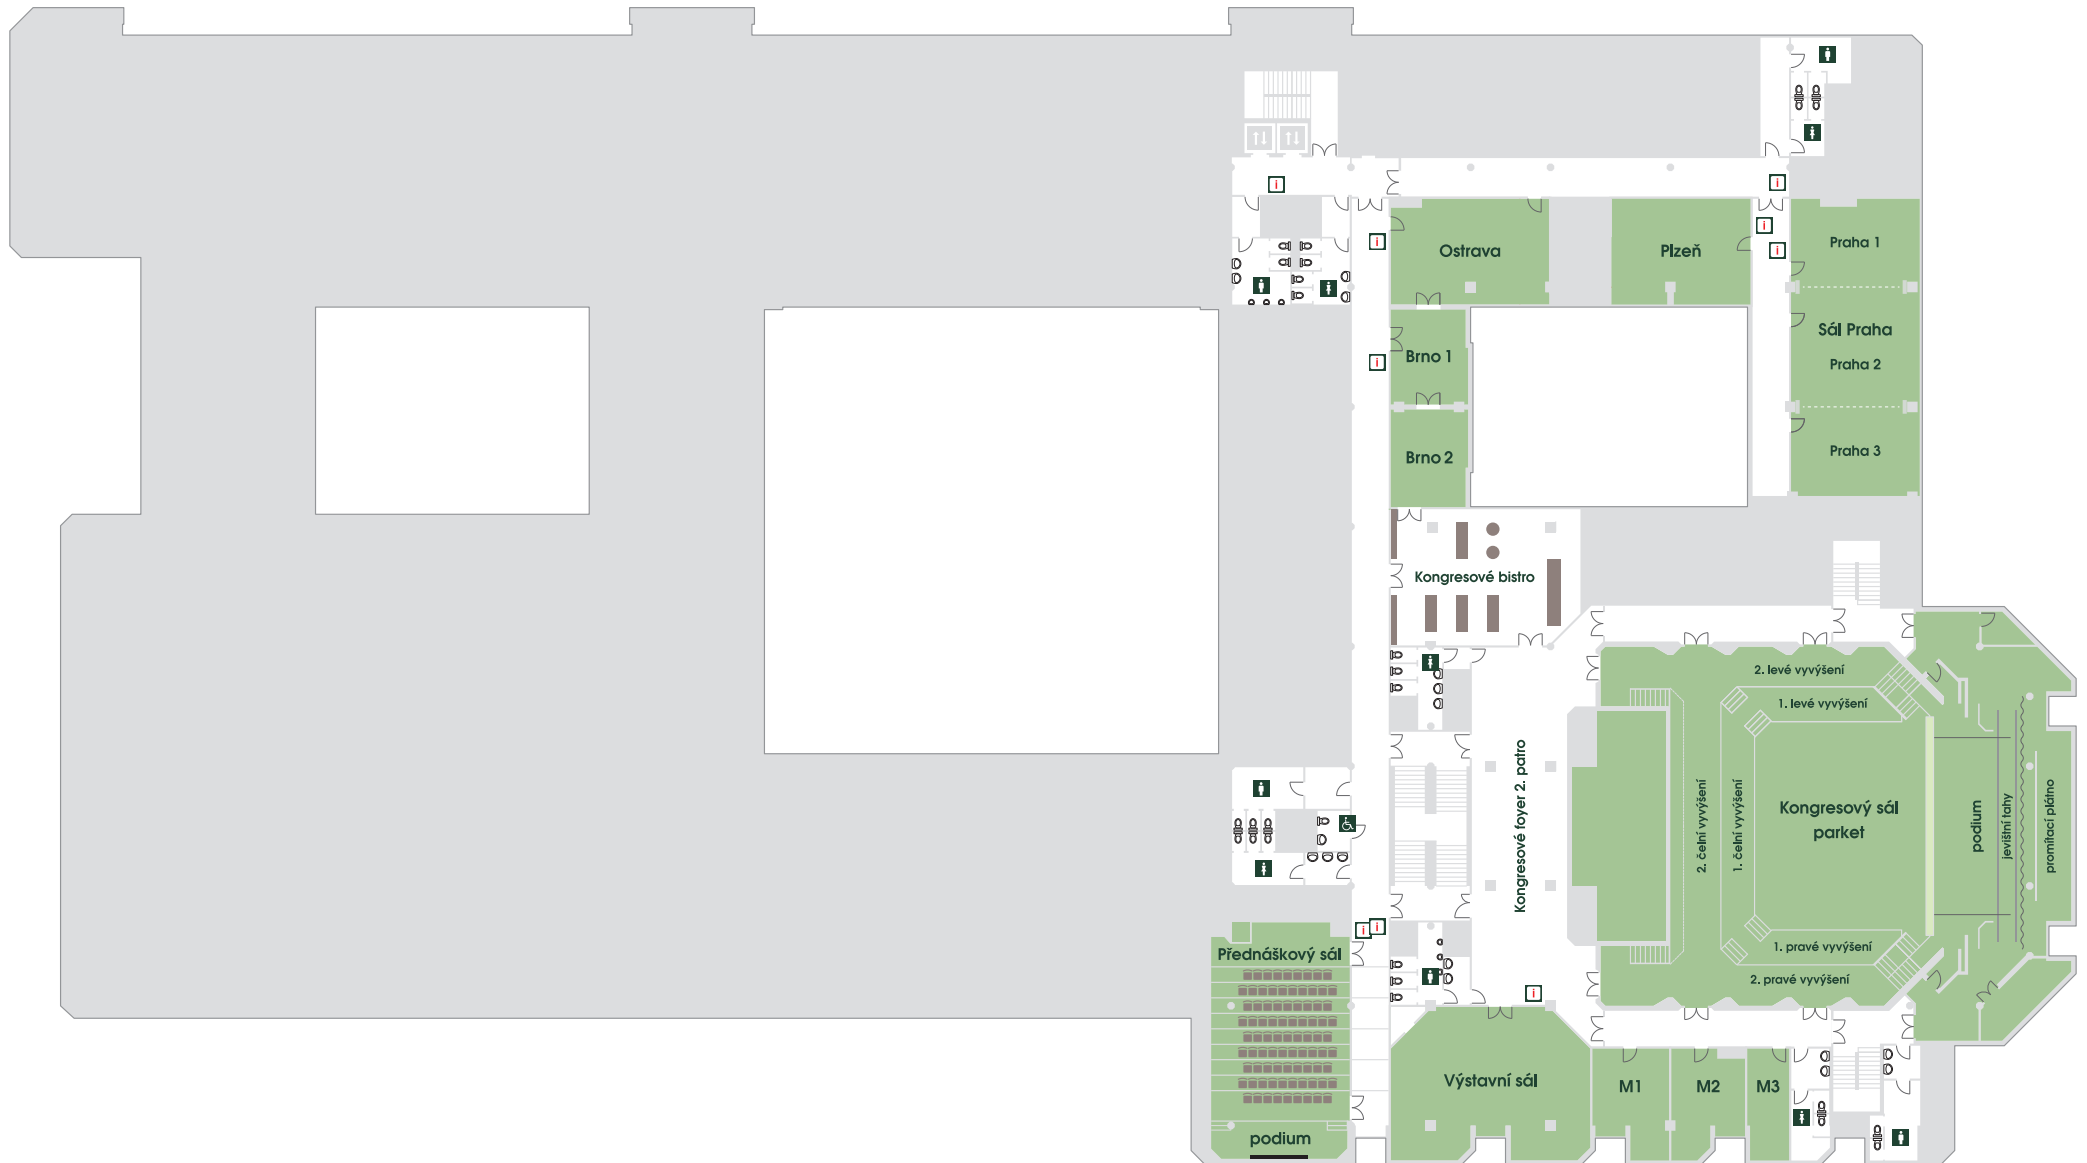 Ostrava
Plzeň
Praha 1
Sál Praha
Praha 2
Praha 3
Brno 1
Brno 2
Kongresové bistro
Kongresové foyer 2. patro
2. levé vyvýšení
1. levé vyvýšení
2. čelní vyvýšení
1. čelní vyvýšení
Kongresový sál
parket
podium
jevištní tahy
promítací plátno
1. pravé vyvýšení
2. pravé vyvýšení
Přednáškový sál
podium
Výstavní sál
M1
M2
M3
i
i
i
i
i
i
i
i
i